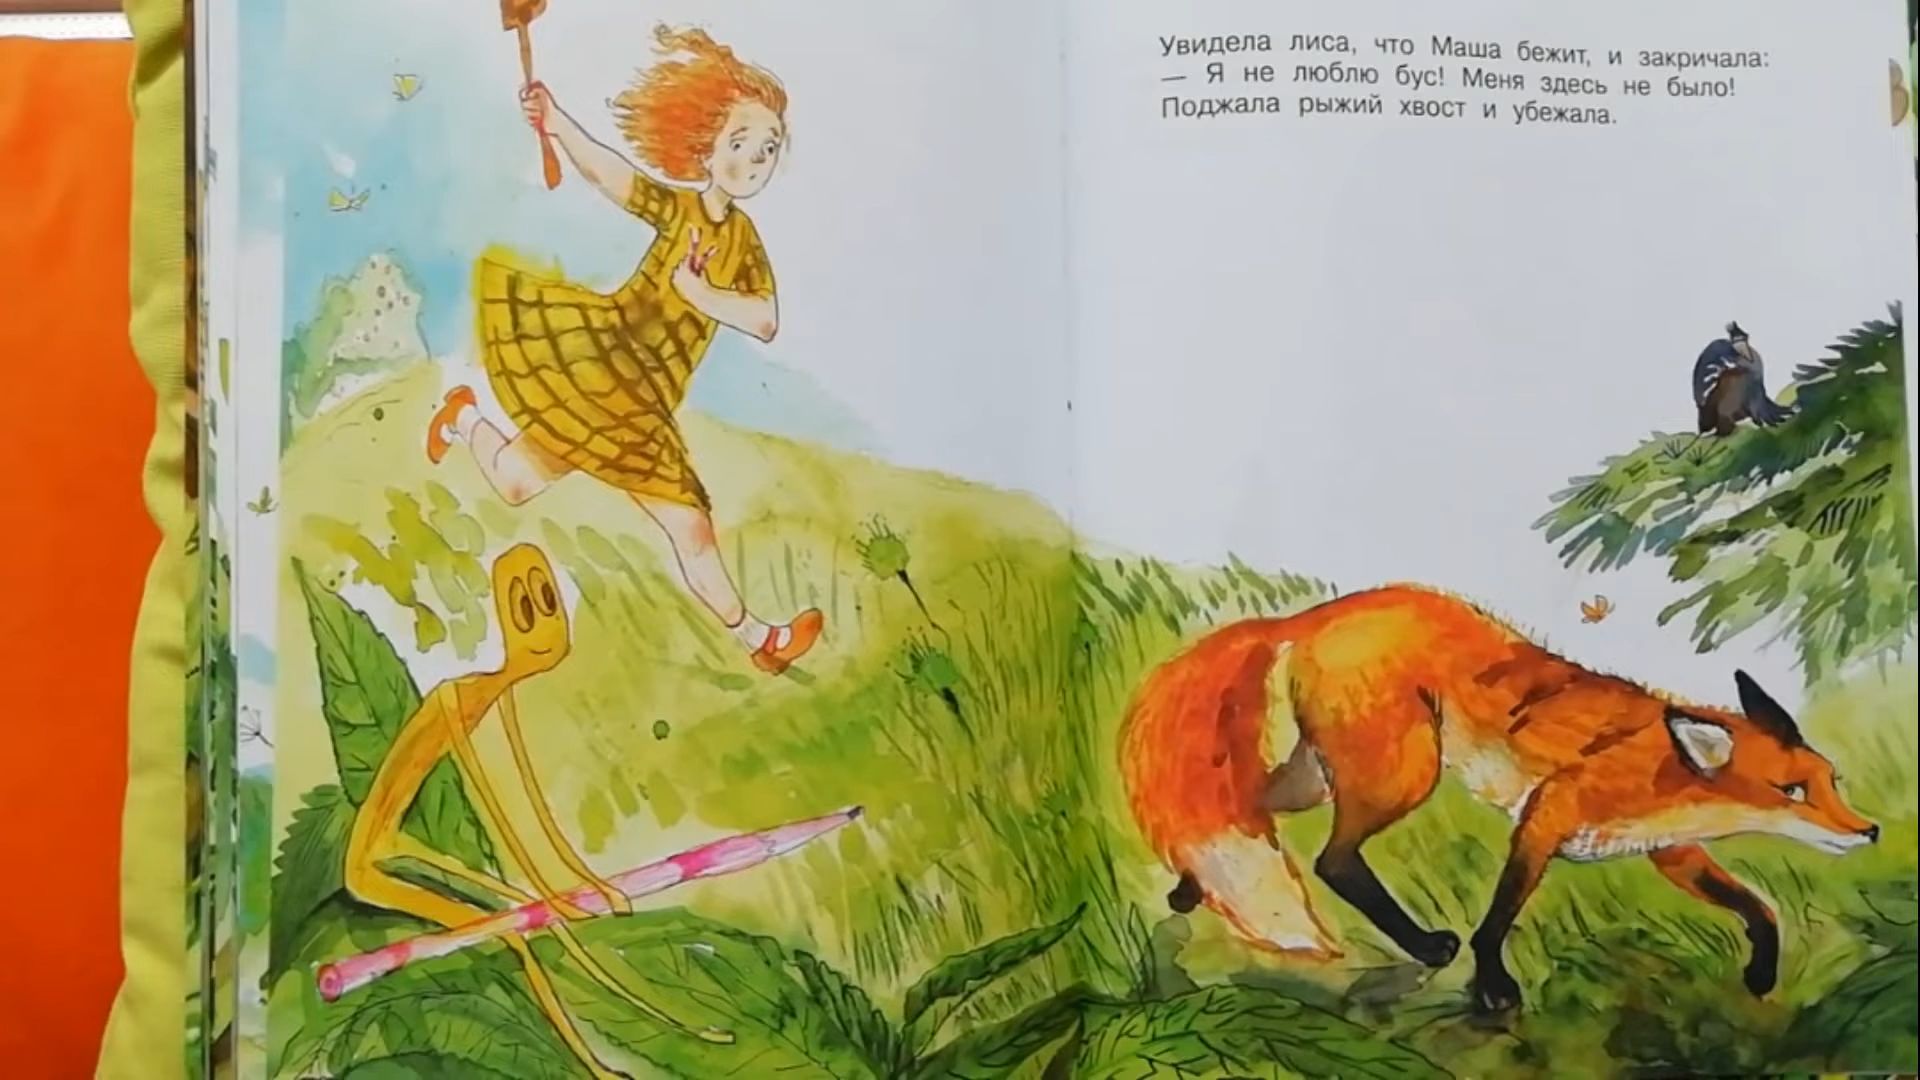 Увидела лиса, что Маша бежит, и закричала:
— Я не люблю бус! Меня здесь не было!
Поджала рыжий хвост и убежала.